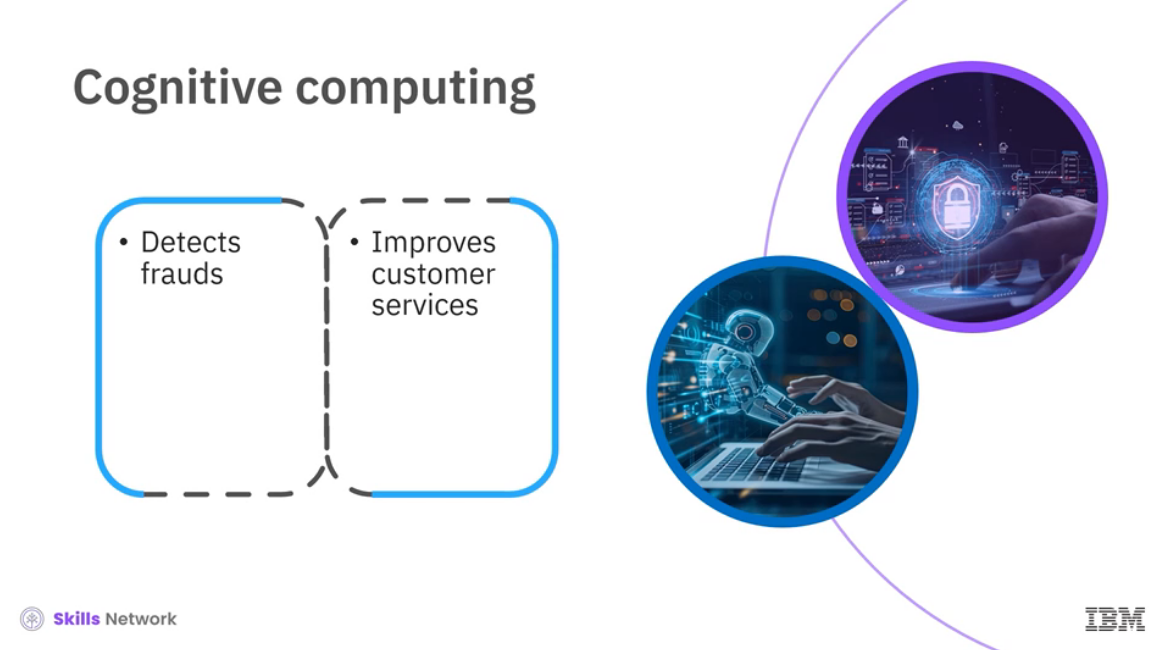 Cognitive computing
• Detects
frauds
• Improves
customer
services
Skills Network
IBM